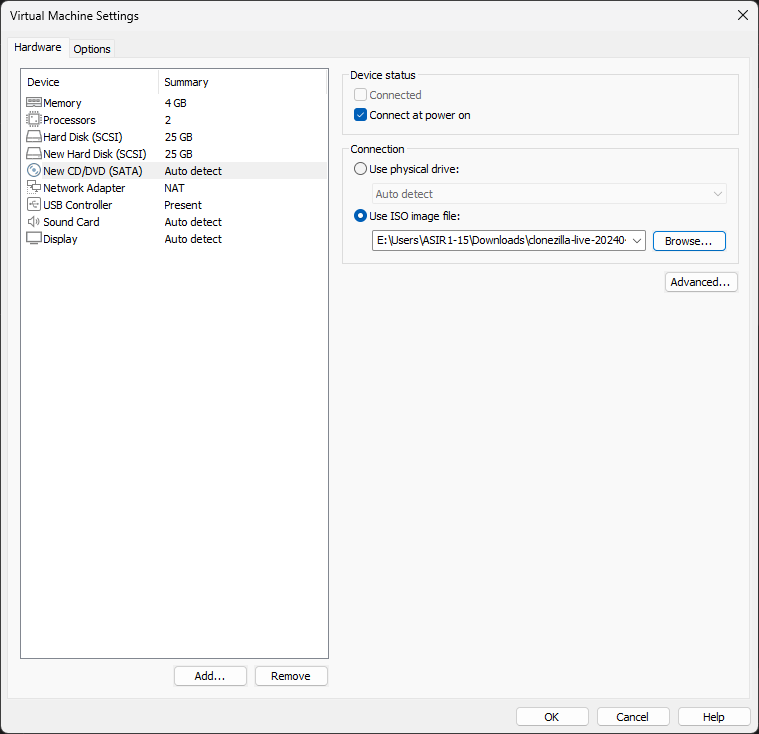 Virtual Machine Settings
Hardware Options
Device Summary
Memory 4 GB
Processors 2
Hard Disk (SCSI) 25 GB
New Hard Disk (SCSI) 25 GB
New CD/DVD (SATA) Auto detect
Network Adapter NAT
USB Controller Present
Sound Card Auto detect
Display Auto detect
Add...
Remove
Device status
Connected
Connect at power on
Connection
Use physical drive:
Auto detect
Use ISO image file:
E:\Users\ASIR1-15\Downloads\clonezilla-live-20240- Browse...
Advanced...
OK Cancel Help